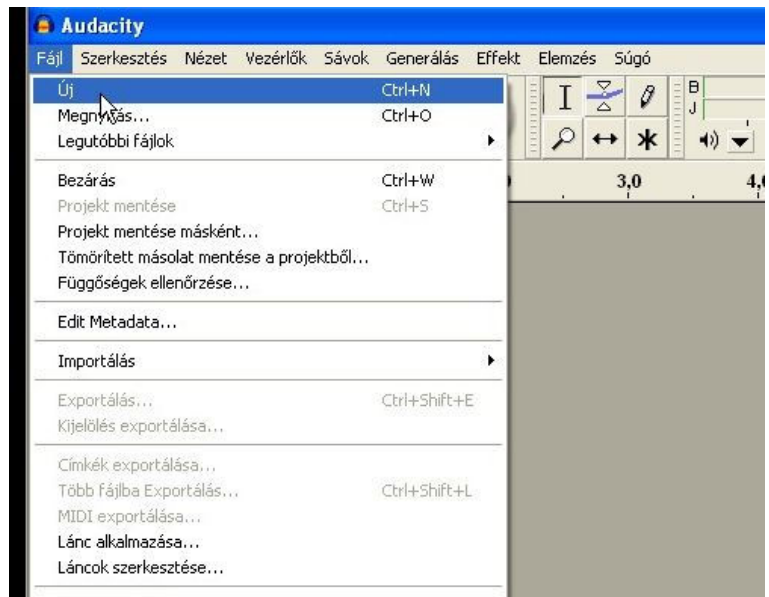 Audacity
Fájl Szerkesztés Nézet Vezérlők Sávok Generálás Effekt Elemzés Súgó
Új Ctrl+N
Megnyitás... Ctrl+O
Legutóbbi fájlok
Bezárás Ctrl+W
Projekt mentése Ctrl+S
Projekt mentése másként...
Tömörített másolat mentése a projektből...
Függőségek ellenőrzése...
Edit Metadata...
Importálás
Exportálás... Ctrl+Shift+E
Kijelölés exportálása...
Címkék exportálása...
Több fájlba Exportálás... Ctrl+Shift+L
MIDI exportálása...
Lánc alkalmazása...
Láncok szerkesztése...
B
J
3,0 4,0